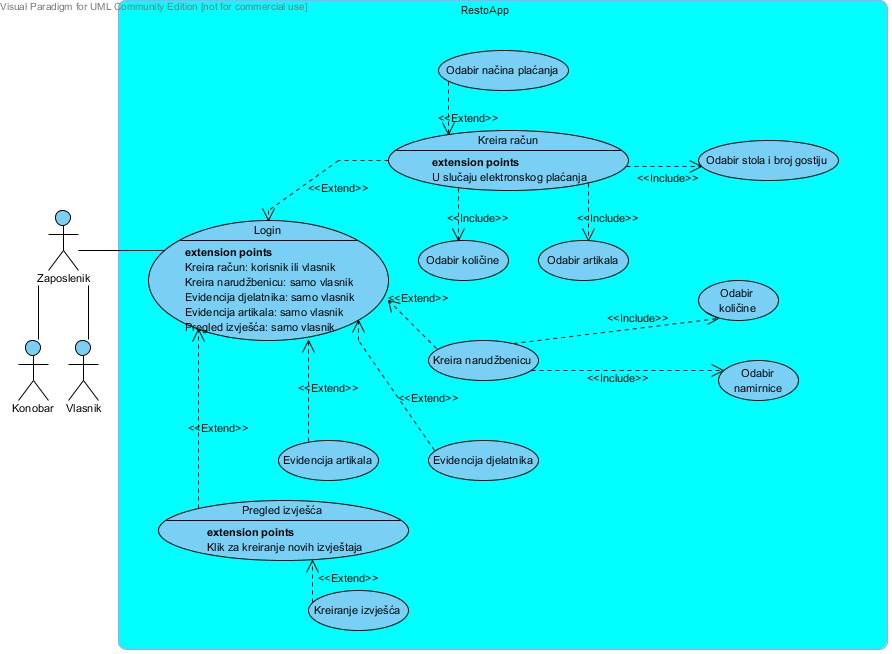 Visual Paradigm for UML Community Edition [not for commercial use]
RestoApp
Odabir načina plaćanja
<<Extend>>
Kreira račun
extension points
U slučaju elektronskog plaćanja
Odabir stola i broj gostiju
<<Include>>
<<Extend>>
<<Include>>
<<Include>>
Login
extension points
Kreira račun: korisnik ili vlasnik
Kreira narudžbenicu: samo vlasnik
Evidencija djelatnika: samo vlasnik
Evidencija artikala: samo vlasnik
Pregled izvješća: samo vlasnik
Odabir količine
Odabir artikala
Zaposlenik
<<Extend>>
Odabir
količine
<<Include>>
Kreira narudžbenicu
<<Include>>
Odabir
namirnice
Konobar
Vlasnik
<<Extend>>
<<Extend>>
<<Extend>>
Evidencija artikala
Evidencija djelatnika
Pregled izvješća
extension points
Klik za kreiranje novih izvještaja
<<Extend>>
Kreiranje izvješća